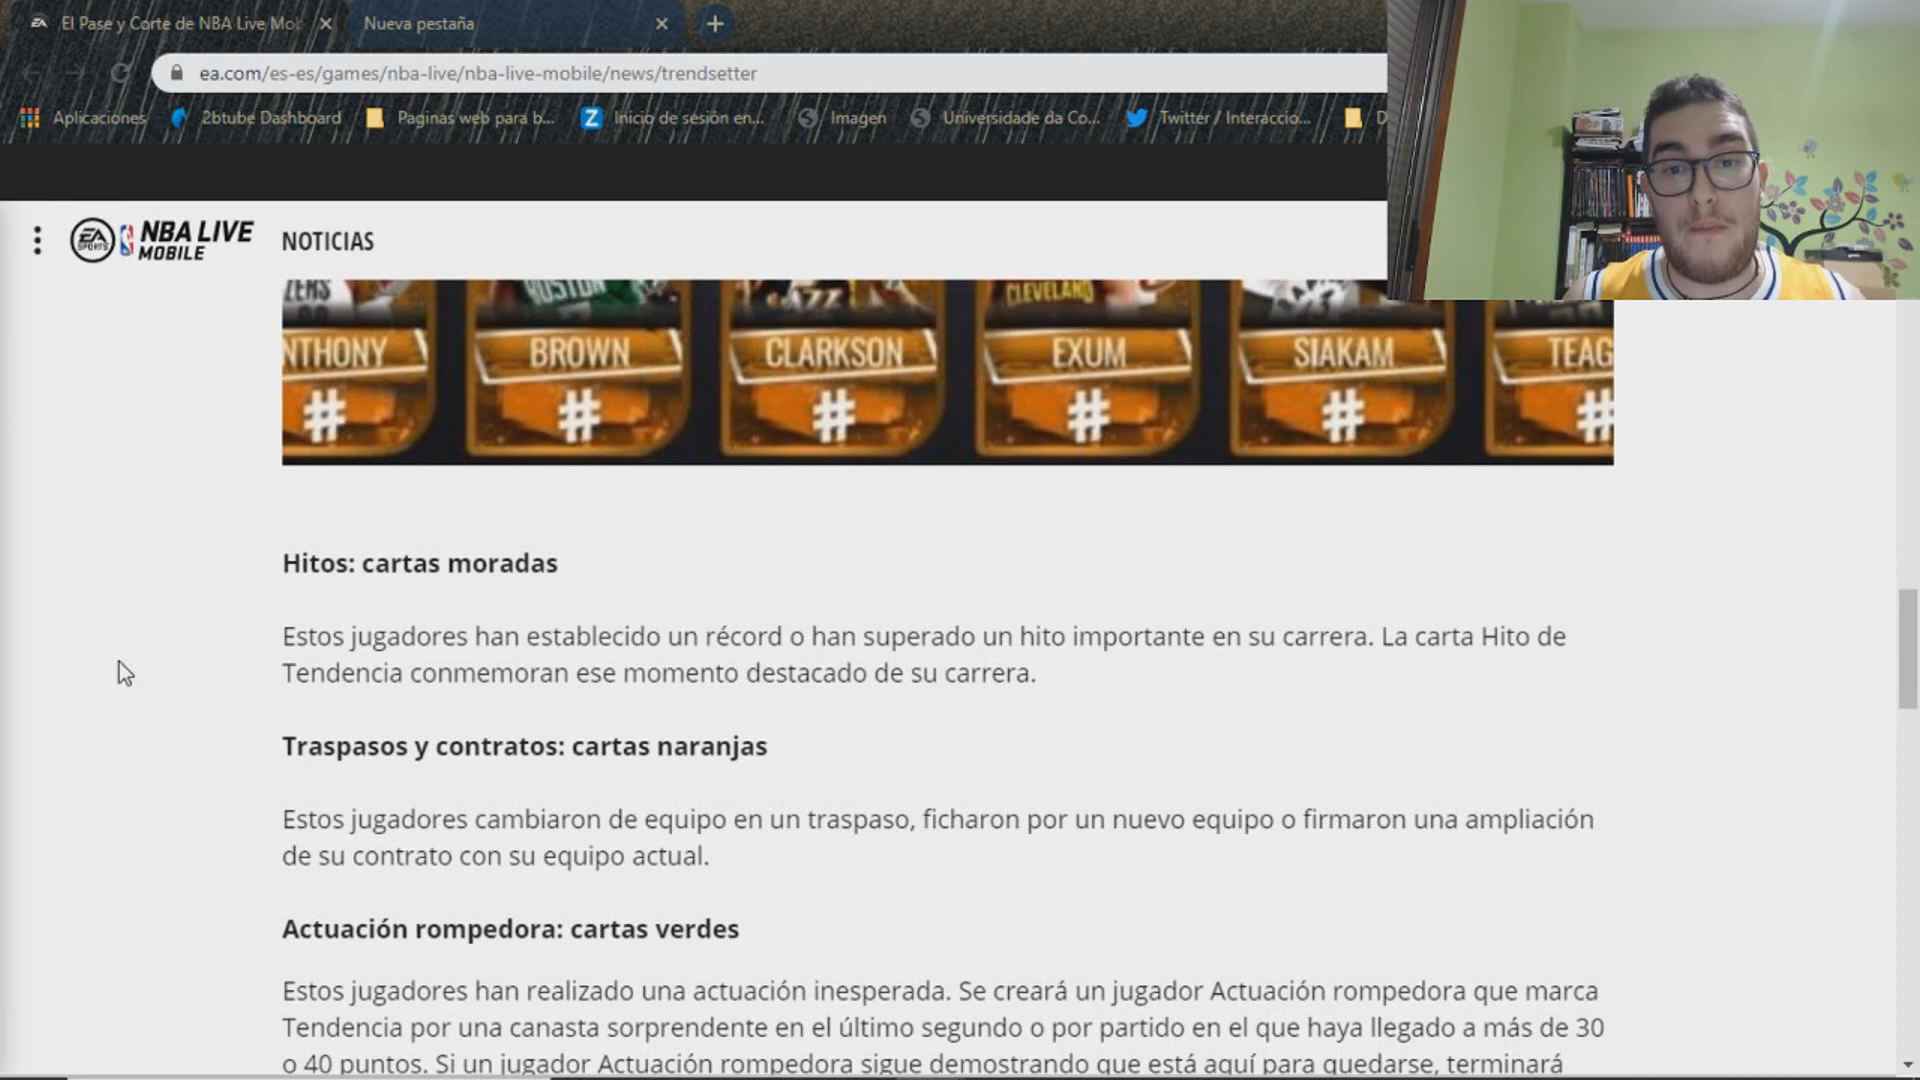 El Pase y Corte de NBA Live Mo
Nueva pestaña
ea.com/es-es/games/nba-live/nba-live-mobile/news/trendsetter
Aplicaciones
2btube Dashboard
Paginas web para b...
Z
Inicio de sesión en...
Imagen
Universidade da Co...
Twitter / Interaccio...
D
EA SPORTS
NBA LIVE
MOBILE
NOTICIAS
ZERS
BOSTON
AZZ
CLEVELAND
NTHONY
BROWN
CLARKSON
EXUM
SIAKAM
TEAG
# # # # # #
Hitos: cartas moradas
Estos jugadores han establecido un récord o han superado un hito importante en su carrera. La carta Hito de
Tendencia conmemoran ese momento destacado de su carrera.
Traspasos y contratos: cartas naranjas
Estos jugadores cambiaron de equipo en un traspaso, ficharon por un nuevo equipo o firmaron una ampliación
de su contrato con su equipo actual.
Actuación rompedora: cartas verdes
Estos jugadores han realizado una actuación inesperada. Se creará un jugador Actuación rompedora que marca
Tendencia por una canasta sorprendente en el último segundo o por partido en el que haya llegado a más de 30
o 40 puntos. Si un jugador Actuación rompedora sigue demostrando que está aquí para quedarse, terminará